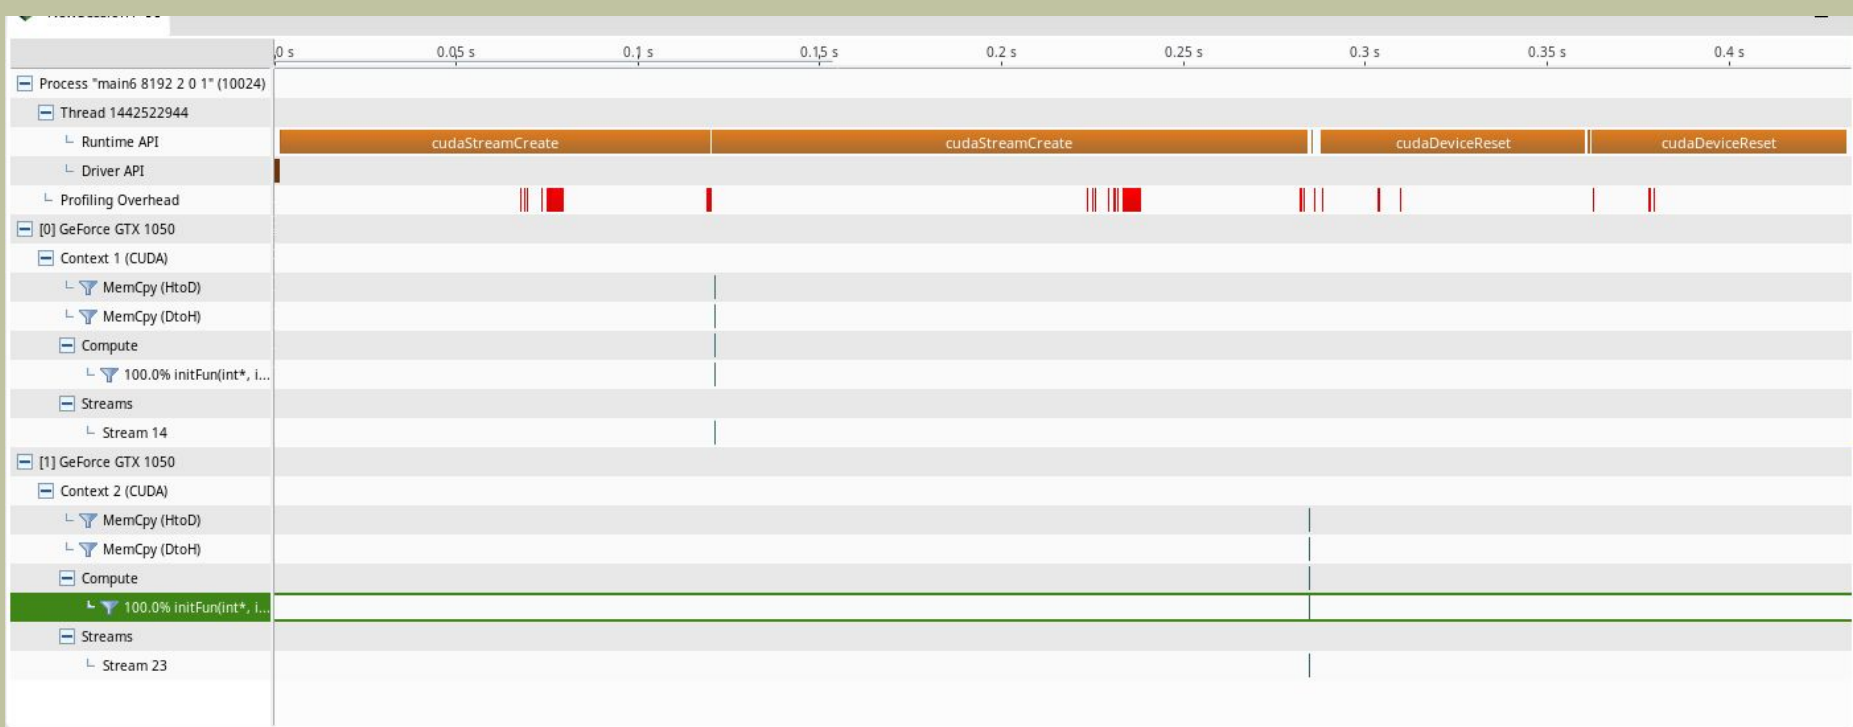 0 s 0.05 s 0.1 s 0.15 s 0.2 s 0.25 s 0.3 s 0.35 s 0.4 s
Process "main6 8192 2 0 1" (10024)
Thread 1442522944
Runtime API cudaStreamCreate cudaStreamCreate cudaDeviceReset cudaDeviceReset
Driver API
Profiling Overhead
[0] GeForce GTX 1050
Context 1 (CUDA)
MemCpy (HtoD)
MemCpy (DtoH)
Compute
100.0% initFun(int*, i...
Streams
Stream 14
[1] GeForce GTX 1050
Context 2 (CUDA)
MemCpy (HtoD)
MemCpy (DtoH)
Compute
100.0% initFun(int*, i...
Streams
Stream 23